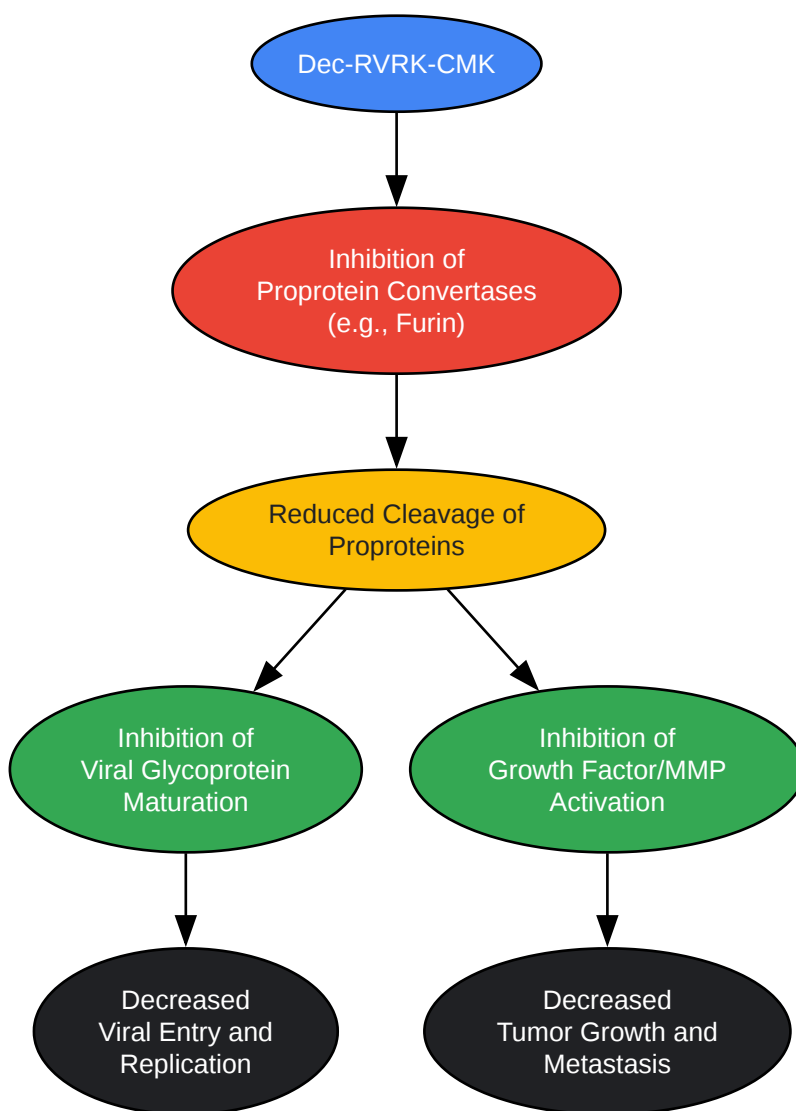 Dec-RVRK-CMK
Inhibition of
Proprotein Convertases
(e.g., Furin)
Reduced Cleavage of
Proproteins
Inhibition of
Viral Glycoprotein
Maturation
Inhibition of
Growth Factor/MMP
Activation
Decreased
Viral Entry and
Replication
Decreased
Tumor Growth and
Metastasis